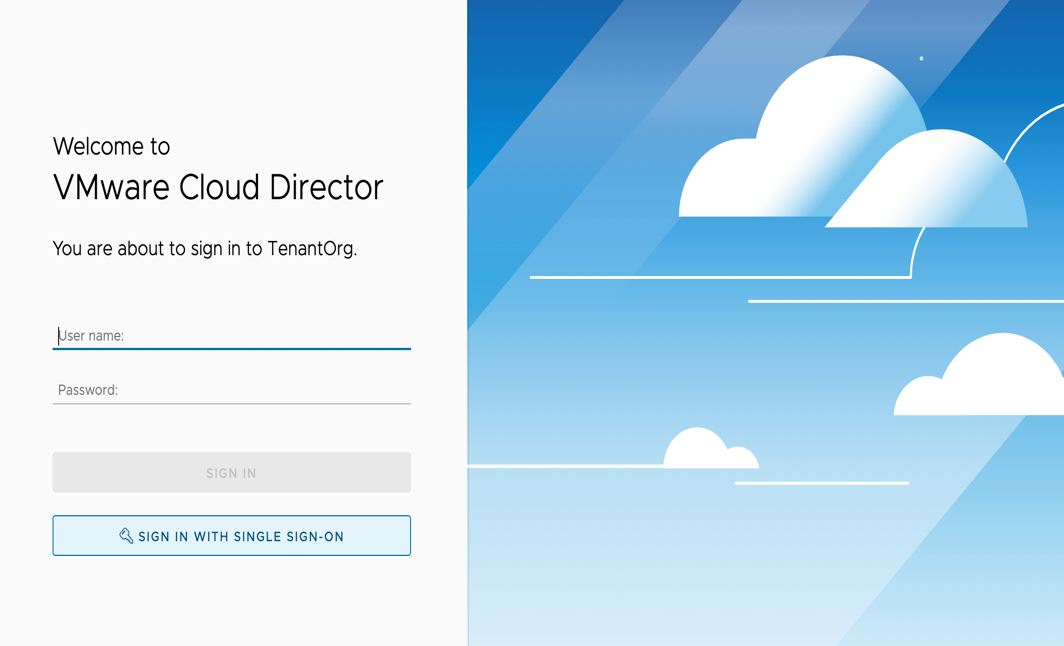 Welcome to
VMware Cloud Director
You are about to sign in to TenantOrg.
User name:
Password:
SIGN IN
SIGN IN WITH SINGLE SIGN-ON